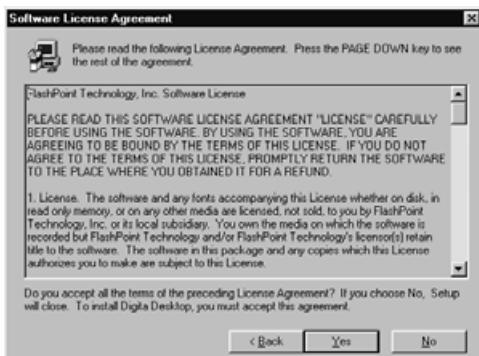 Software License Agreement
Please read the following License Agreement. Press the PAGE DOWN key to see
the rest of the agreement.
FlashPoint Technology, Inc. Software License
PLEASE READ THIS SOFTWARE LICENSE AGREEMENT "LICENSE" CAREFULLY
BEFORE USING THE SOFTWARE. BY USING THE SOFTWARE, YOU ARE
AGREEING TO BE BOUND BY THE TERMS OF THIS LICENSE. IF YOU DO NOT
AGREE TO THE TERMS OF THIS LICENSE, PROMPTLY RETURN THE SOFTWARE
TO THE PLACE WHERE YOU OBTAINED IT FOR A REFUND.
1. License. The software and any fonts accompanying this License whether on disk, in
read only memory, or on any other media are licensed, not sold, to you by FlashPoint
Technology, Inc. or its local subsidiary. You own the media on which the software is
recorded but FlashPoint Technology and/or FlashPoint Technology's licensor(s) retain
title to the software. The software in this package and any copies which this License
authorizes you to make are subject to this License.
Do you accept all the terms of the preceding License Agreement? If you choose No, Setup
will close. To install Digita Desktop, you must accept this agreement.
< Back
Yes
No